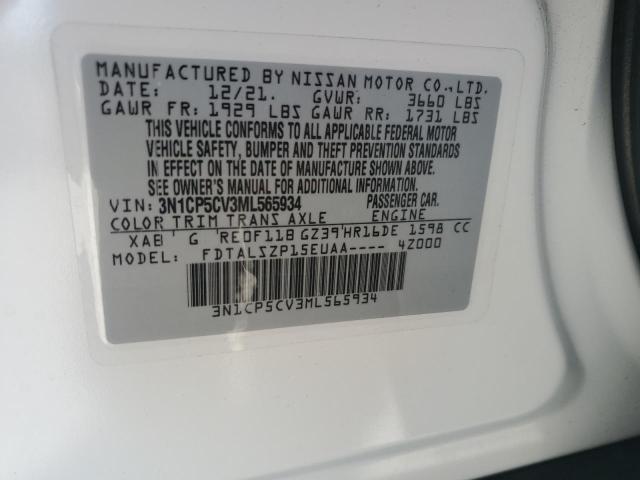 MANUFACTURED BY NISSAN MOTOR CO.,LTD.
DATE: 12/21. GVWR: 3660 LBS
GAWR FR: 1929 LBS GAWR RR: 1731 LBS
THIS VEHICLE CONFORMS TO ALL APPLICABLE FEDERAL MOTOR
VEHICLE SAFETY, BUMPER AND THEFT PREVENTION STANDARDS
IN EFFECT ON THE DATE OF MANUFACTURE SHOWN ABOVE.
SEE OWNER'S MANUAL FOR ADDITIONAL INFORMATION.
VIN: 3N1CP5CV3ML565934 PASSENGER CAR.
COLOR TRIM TRANS AXLE ENGINE
XAB G RE0F11B GZ39 HR16DE 1598 CC
MODEL: FDTALSZP15EUAA---- 4Z000
3N1CP5CV3ML565934